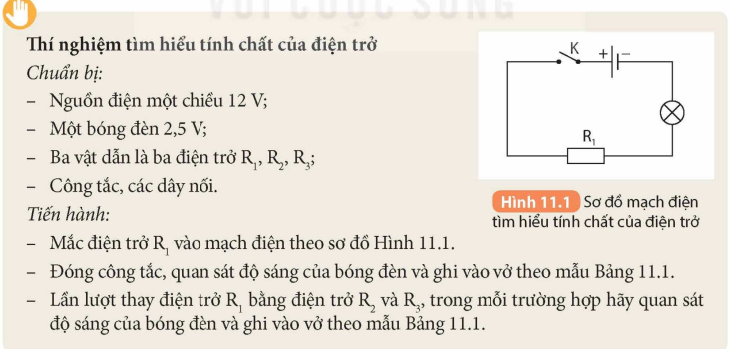 VỚI CUỘC SỐNG
Thí nghiệm tìm hiểu tính chất của điện trở
Chuẩn bị:
– Nguồn điện một chiều 12 V;
– Một bóng đèn 2,5 V;
– Ba vật dẫn là ba điện trở R₁, R₂, R₃;
– Công tắc, các dây nối.
Tiến hành:
– Mắc điện trở R₁ vào mạch điện theo sơ đồ Hình 11.1.
– Đóng công tắc, quan sát độ sáng của bóng đèn và ghi vào vở theo mẫu Bảng 11.1.
– Lần lượt thay điện trở R₁ bằng điện trở R₂ và R₃, trong mỗi trường hợp hãy quan sát
độ sáng của bóng đèn và ghi vào vở theo mẫu Bảng 11.1.
K
+ –
R₁
Hình 11.1 Sơ đồ mạch điện
tìm hiểu tính chất của điện trở